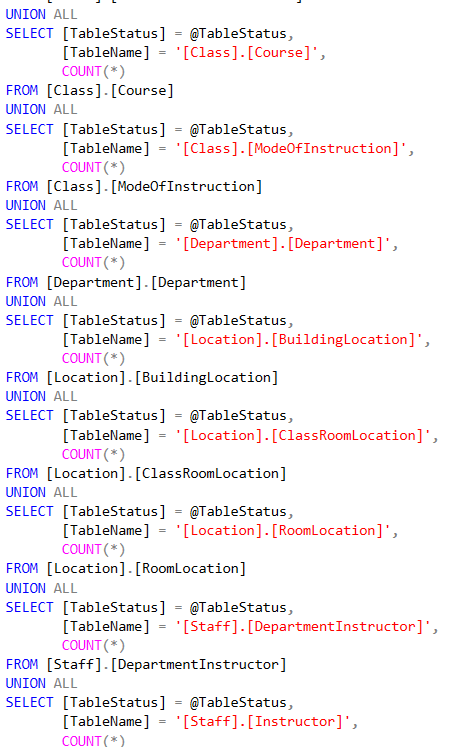 UNION ALL
SELECT [TableStatus] = @TableStatus,
[TableName] = '[Class].[Course]',
COUNT(*)
FROM [Class].[Course]
UNION ALL
SELECT [TableStatus] = @TableStatus,
[TableName] = '[Class].[ModeOfInstruction]',
COUNT(*)
FROM [Class].[ModeOfInstruction]
UNION ALL
SELECT [TableStatus] = @TableStatus,
[TableName] = '[Department].[Department]',
COUNT(*)
FROM [Department].[Department]
UNION ALL
SELECT [TableStatus] = @TableStatus,
[TableName] = '[Location].[BuildingLocation]',
COUNT(*)
FROM [Location].[BuildingLocation]
UNION ALL
SELECT [TableStatus] = @TableStatus,
[TableName] = '[Location].[ClassRoomLocation]',
COUNT(*)
FROM [Location].[ClassRoomLocation]
UNION ALL
SELECT [TableStatus] = @TableStatus,
[TableName] = '[Location].[RoomLocation]',
COUNT(*)
FROM [Location].[RoomLocation]
UNION ALL
SELECT [TableStatus] = @TableStatus,
[TableName] = '[Staff].[DepartmentInstructor]',
COUNT(*)
FROM [Staff].[DepartmentInstructor]
UNION ALL
SELECT [TableStatus] = @TableStatus,
[TableName] = '[Staff].[Instructor]',
COUNT(*)